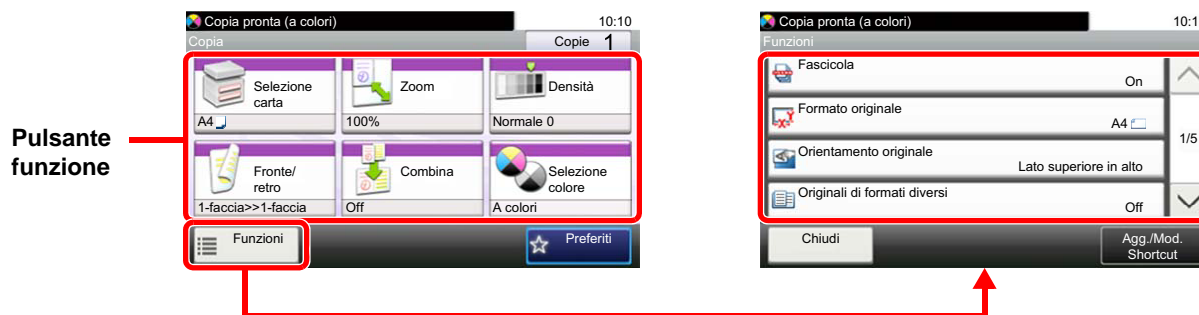 Pulsante
funzione
Copia pronta (a colori)
10:10
Copia
Copie 1
Selezione
carta
A4
Zoom
100%
Densità
Normale 0
Fronte/
retro
1-faccia>>1-faccia
Combina
Off
Selezione
colore
A colori
Funzioni
Preferiti
Copia pronta (a colori)
10:1
Funzioni
Fascicola
On
Formato originale
A4
1/5
Orientamento originale
Lato superiore in alto
Originali di formati diversi
Off
Chiudi
Agg./Mod.
Shortcut